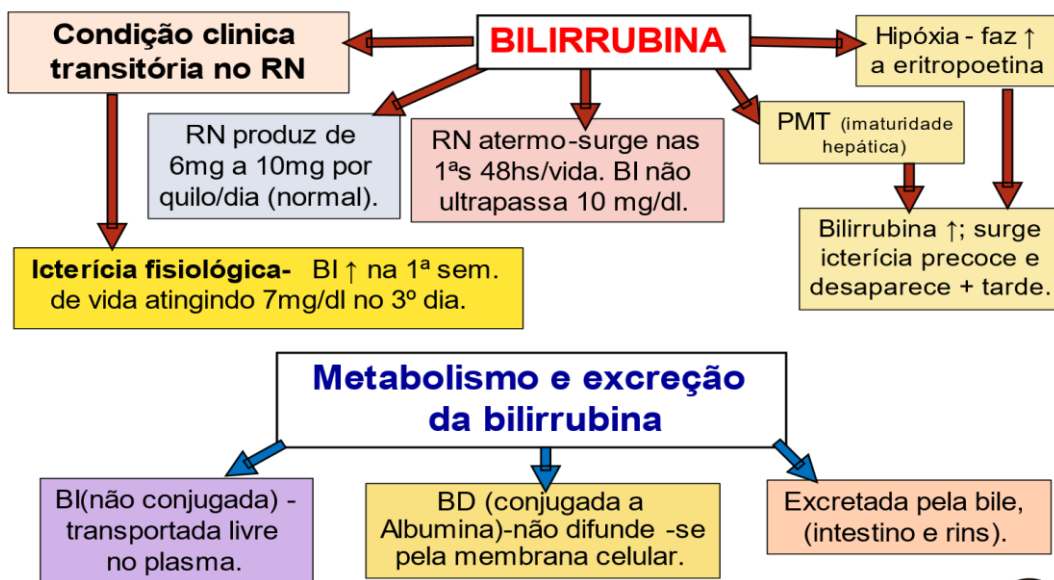 Condição clinica
transitória no RN
BILIRRUBINA
Hipóxia - faz ↑
a eritropoetina
RN produz de
6mg a 10mg por
quilo/dia (normal).
RN atermo-surge nas
1ªs 48hs/vida. BI não
ultrapassa 10 mg/dl.
PMT (imaturidade
hepática)
Icterícia fisiológica- BI ↑ na 1ª sem.
de vida atingindo 7mg/dl no 3º dia.
Bilirrubina ↑; surge
icterícia precoce e
desaparece + tarde.
Metabolismo e excreção
da bilirrubina
BI(não conjugada) -
transportada livre
no plasma.
BD (conjugada a
Albumina)-não difunde -se
pela membrana celular.
Excretada pela bile,
(intestino e rins).